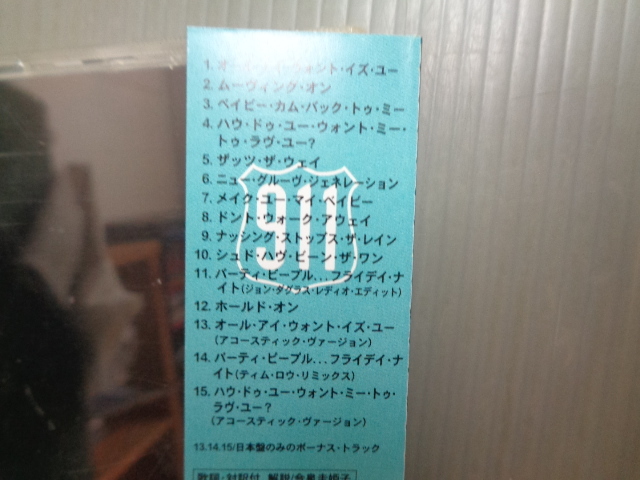 1. オール・アイ・ウォント・イズ・ユー
2. ムーヴィング・オン
3. ベイビー・カム・バック・トゥ・ミー
4. ハウ・ドゥ・ユー・ウォント・ミー・
トゥ・ラヴ・ユー?
5. ザッツ・ザ・ウェイ
6. ニュー・グルーヴ・ジェネレーション
7. メイク・ユー・マイ・ベイビー
8. ドント・ウォーク・アウェイ
9. ナッシング・ストップス・ザ・レイン
10. シュド・ハヴ・ビーン・ザ・ワン
11. パーティ・ピープル...フライデイ・ナ
イト(ジョン・ダグラス・レディオ・エディット)
12. ホールド・オン
13. オール・アイ・ウォント・イズ・ユー
(アコースティック・ヴァージョン)
14. パーティ・ピープル...フライデイ・ナ
イト(ティム・ロウ・リミックス)
15. ハウ・ドゥ・ユー・ウォント・ミー・トゥ・
ラヴ・ユー?
(アコースティック・ヴァージョン)
911
13.14.15/日本盤のみのボーナス・トラック
歌詞・対訳付 解説/